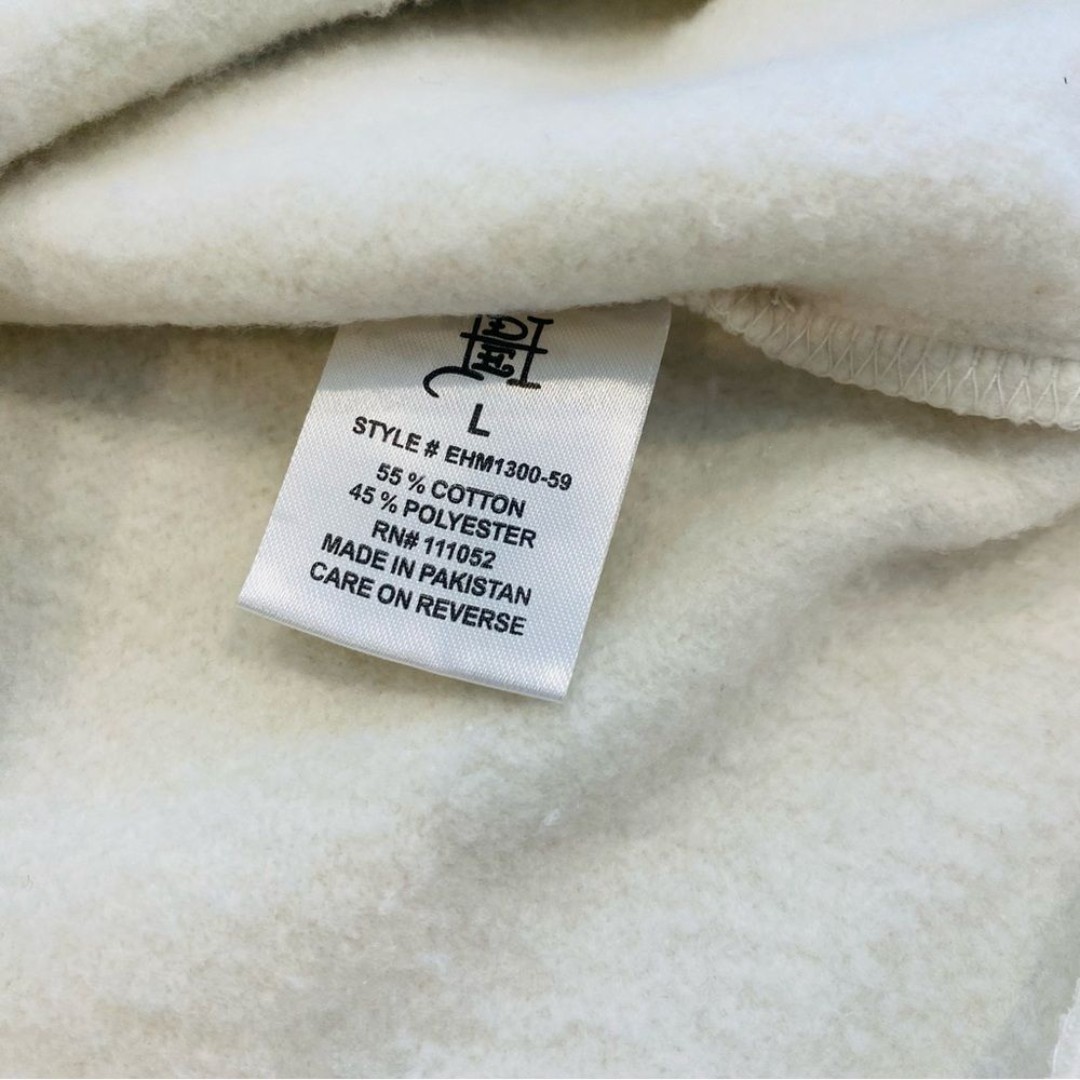 L
STYLE # EHM1300-59
55 % COTTON
45 % POLYESTER
RN# 111052
MADE IN PAKISTAN
CARE ON REVERSE